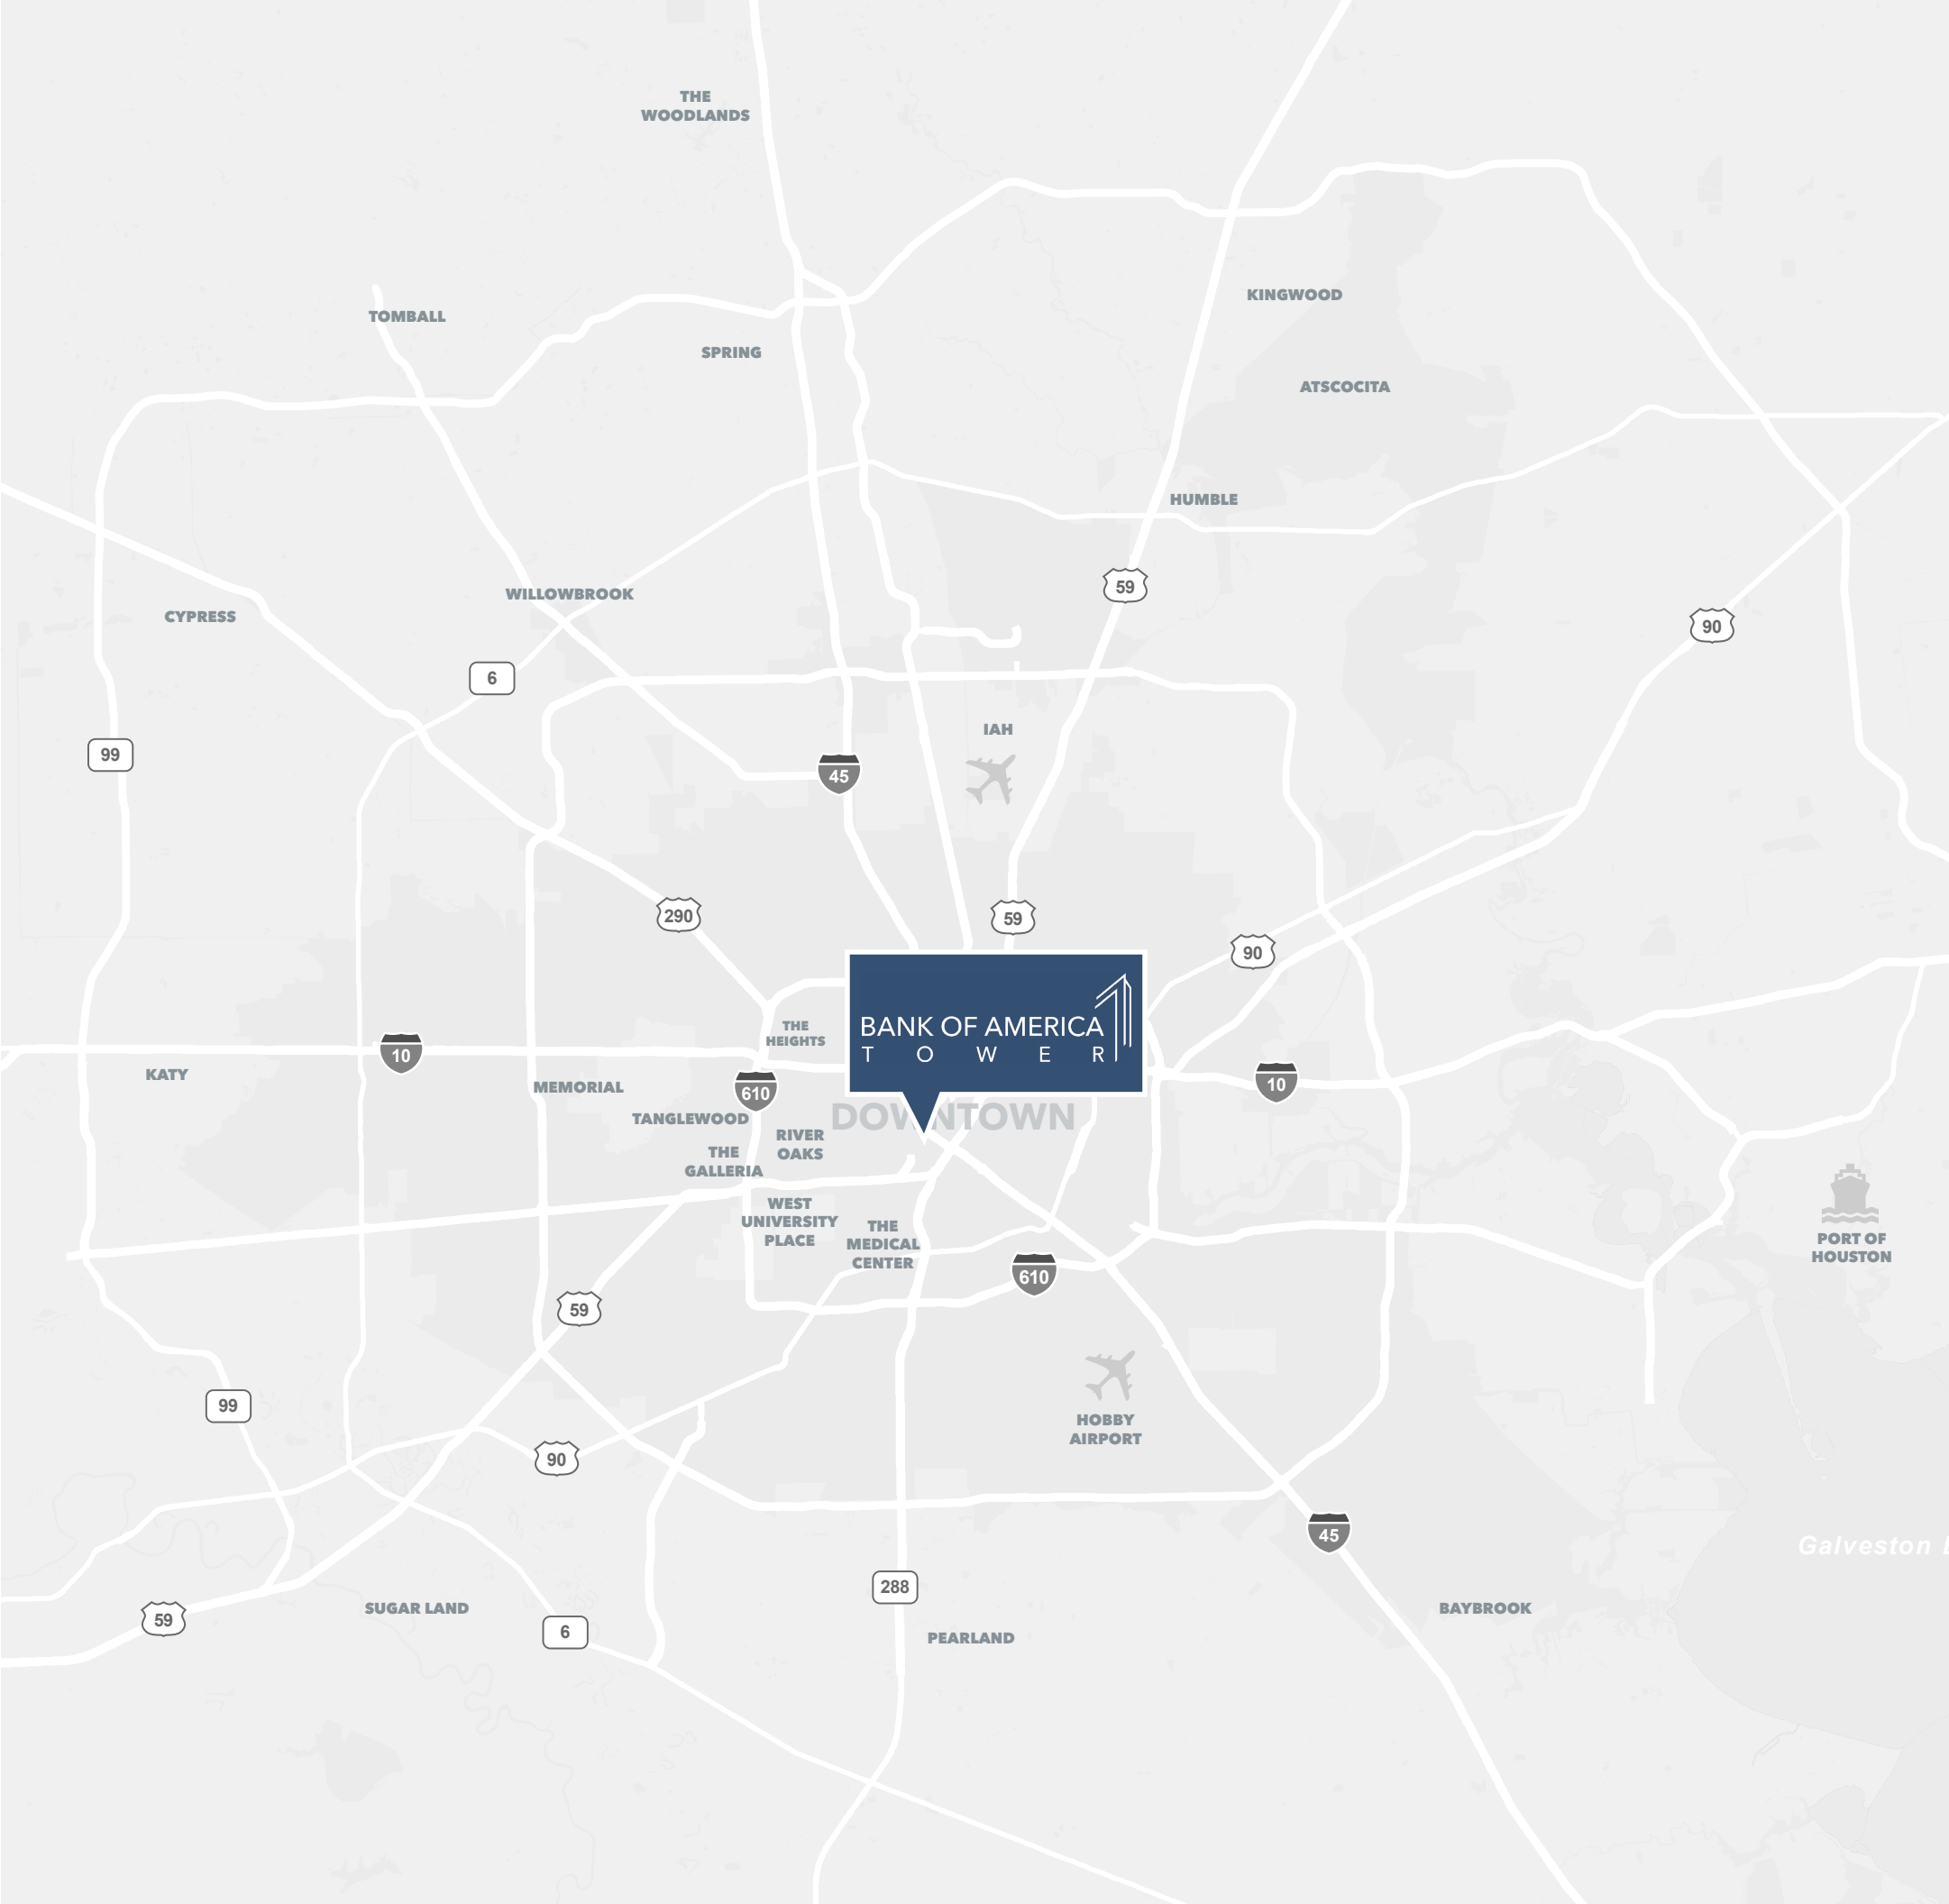 THE
WOODLANDS
KINGWOOD
TOMBALL
SPRING
ATSCOCITA
HUMBLE
59
WILLOWBROOK
CYPRESS
90
6
IAH
99
45
290
59
90
BANK OF AMERICA
TOWER
THE
HEIGHTS
10
KATY
MEMORIAL
610
10
TANGLEWOOD
DOWNTOWN
RIVER
OAKS
THE
GALLERIA
WEST
UNIVERSITY
PLACE
THE
MEDICAL
CENTER
PORT OF
HOUSTON
610
59
99
HOBBY
AIRPORT
90
45
Galveston
288
59
SUGAR LAND
6
BAYBROOK
PEARLAND